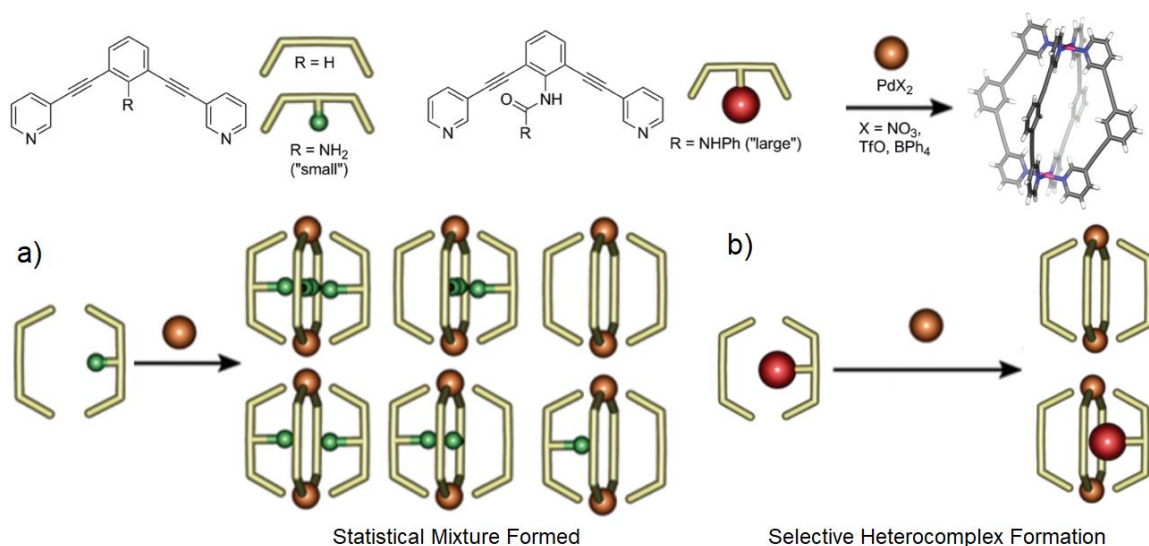 R
N
N
R = H
R = NH2
("small")
O
NH
R
N
N
R = NHPh ("large")
PdX2
X = NO3,
TfO, BPh4
a)
b)
Statistical Mixture Formed
Selective Heterocomplex Formation